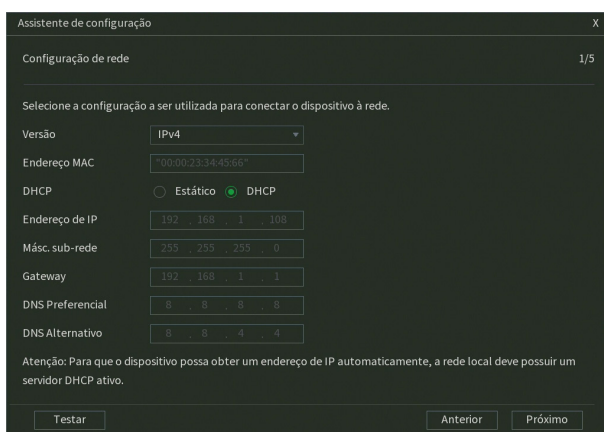 Assistente de configuração X
Configuração de rede 1/5
Selecione a configuração a ser utilizada para conectar o dispositivo à rede.
Versão IPv4
Endereço MAC "00:00:23:34:45:66"
DHCP Estático DHCP
Endereço de IP 192 . 168 . 1 . 108
Másc. sub-rede 255 . 255 . 255 . 0
Gateway 192 . 168 . 1 . 1
DNS Preferencial 8 . 8 . 8 . 8
DNS Alternativo 8 . 8 . 4 . 4
Atenção: Para que o dispositivo possa obter um endereço de IP automaticamente, a rede local deve possuir um
servidor DHCP ativo.
Testar Anterior Próximo